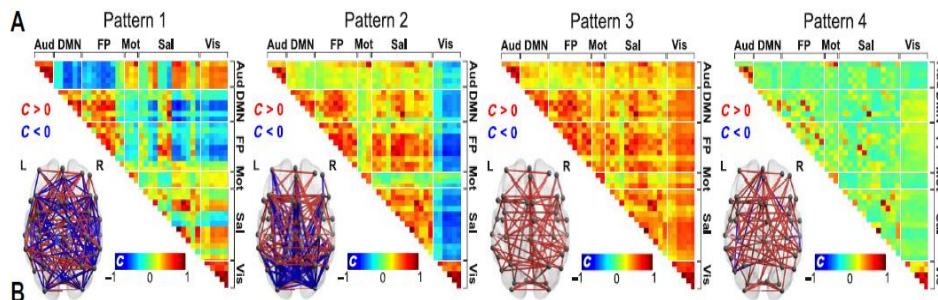 A
Pattern 1 Pattern 2 Pattern 3 Pattern 4
Aud DMN FP Mot Sal Vis Aud DMN FP Mot Sal Vis Aud DMN FP Mot Sal Vis Aud DMN FP Mot Sal Vis
Aud DMN FP Mot Sal Vis
Aud DMN FP Mot Sal Vis
Aud DMN FP Mot Sal Vis
C > 0 C > 0 C > 0 C > 0
C < 0 C < 0 C < 0 C < 0
L R L R L R L R
C C C C
−1 0 1 −1 0 1 −1 0 1 −1 0 1
B